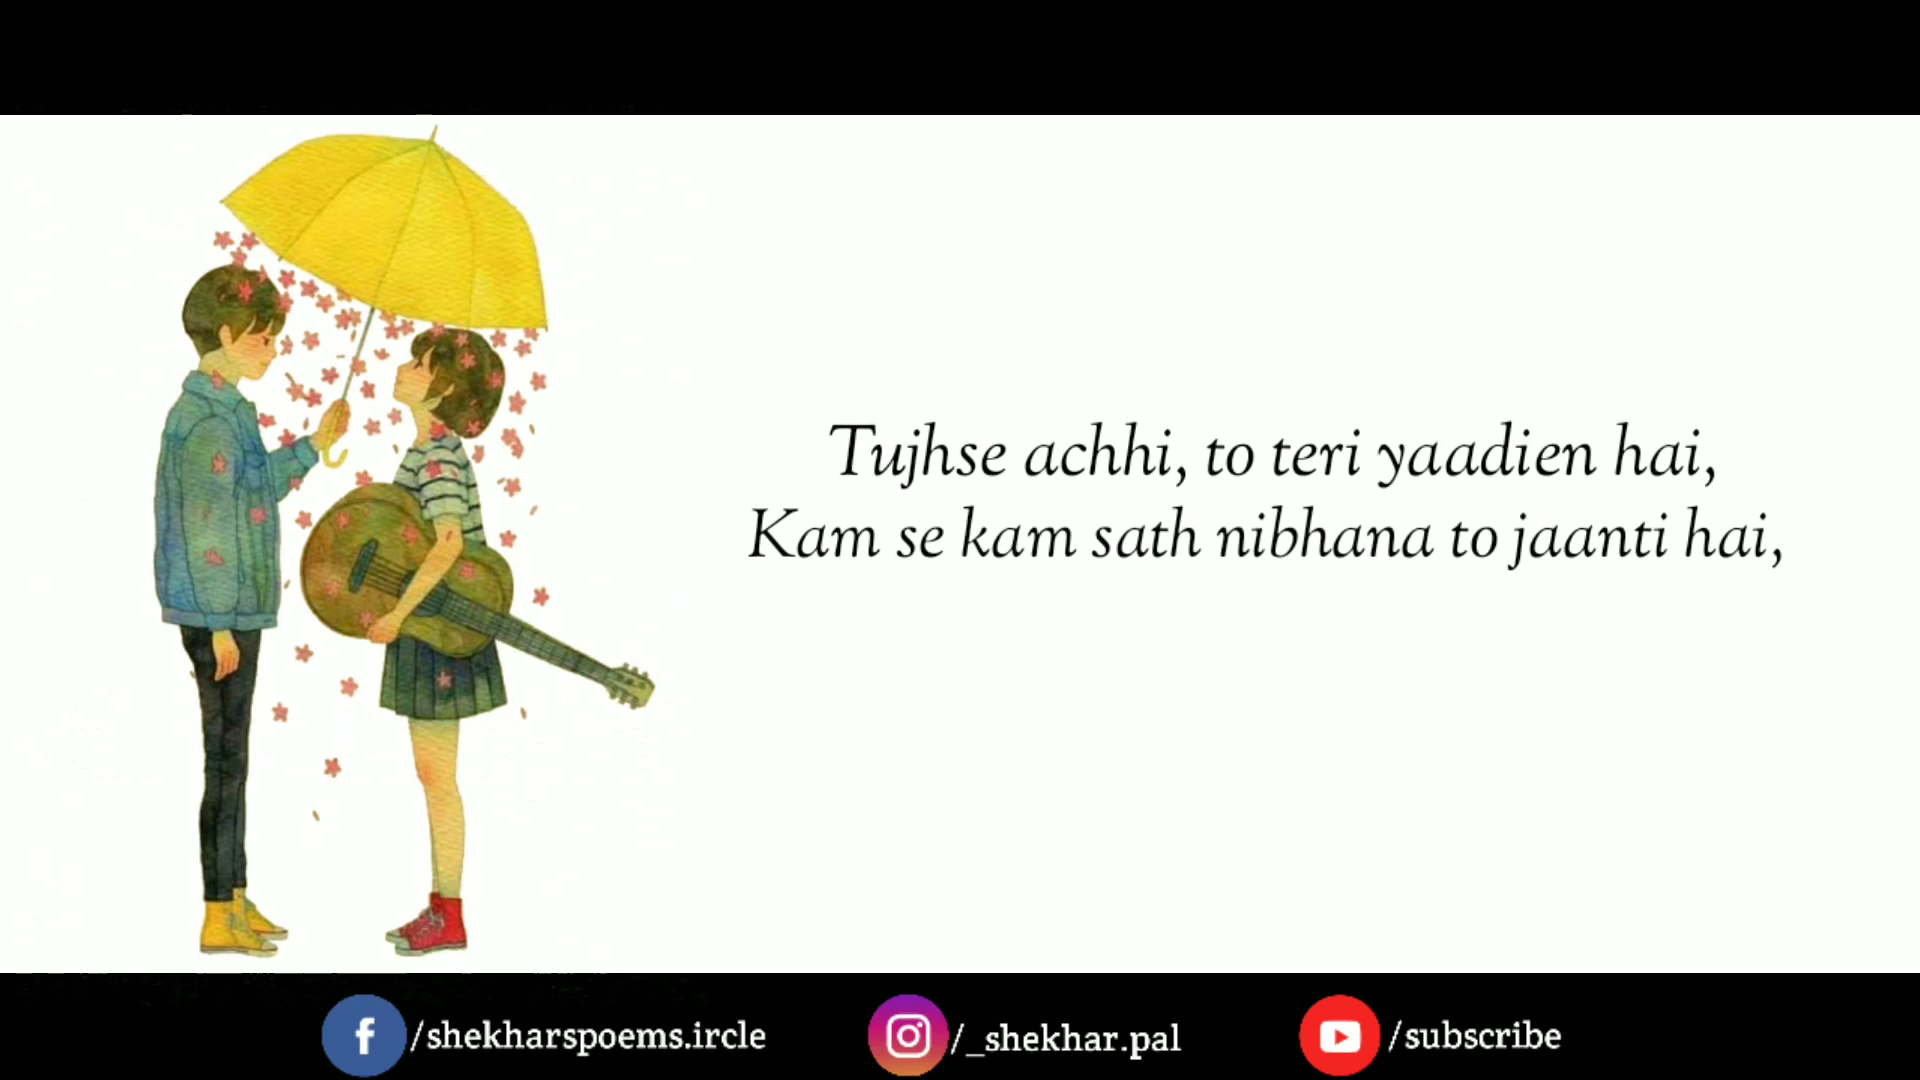 Tujhse achhi, to teri yaadien hai,
Kam se kam sath nibhana to jaanti hai,
/shekharspoems.ircle
/_shekhar.pal
/subscribe